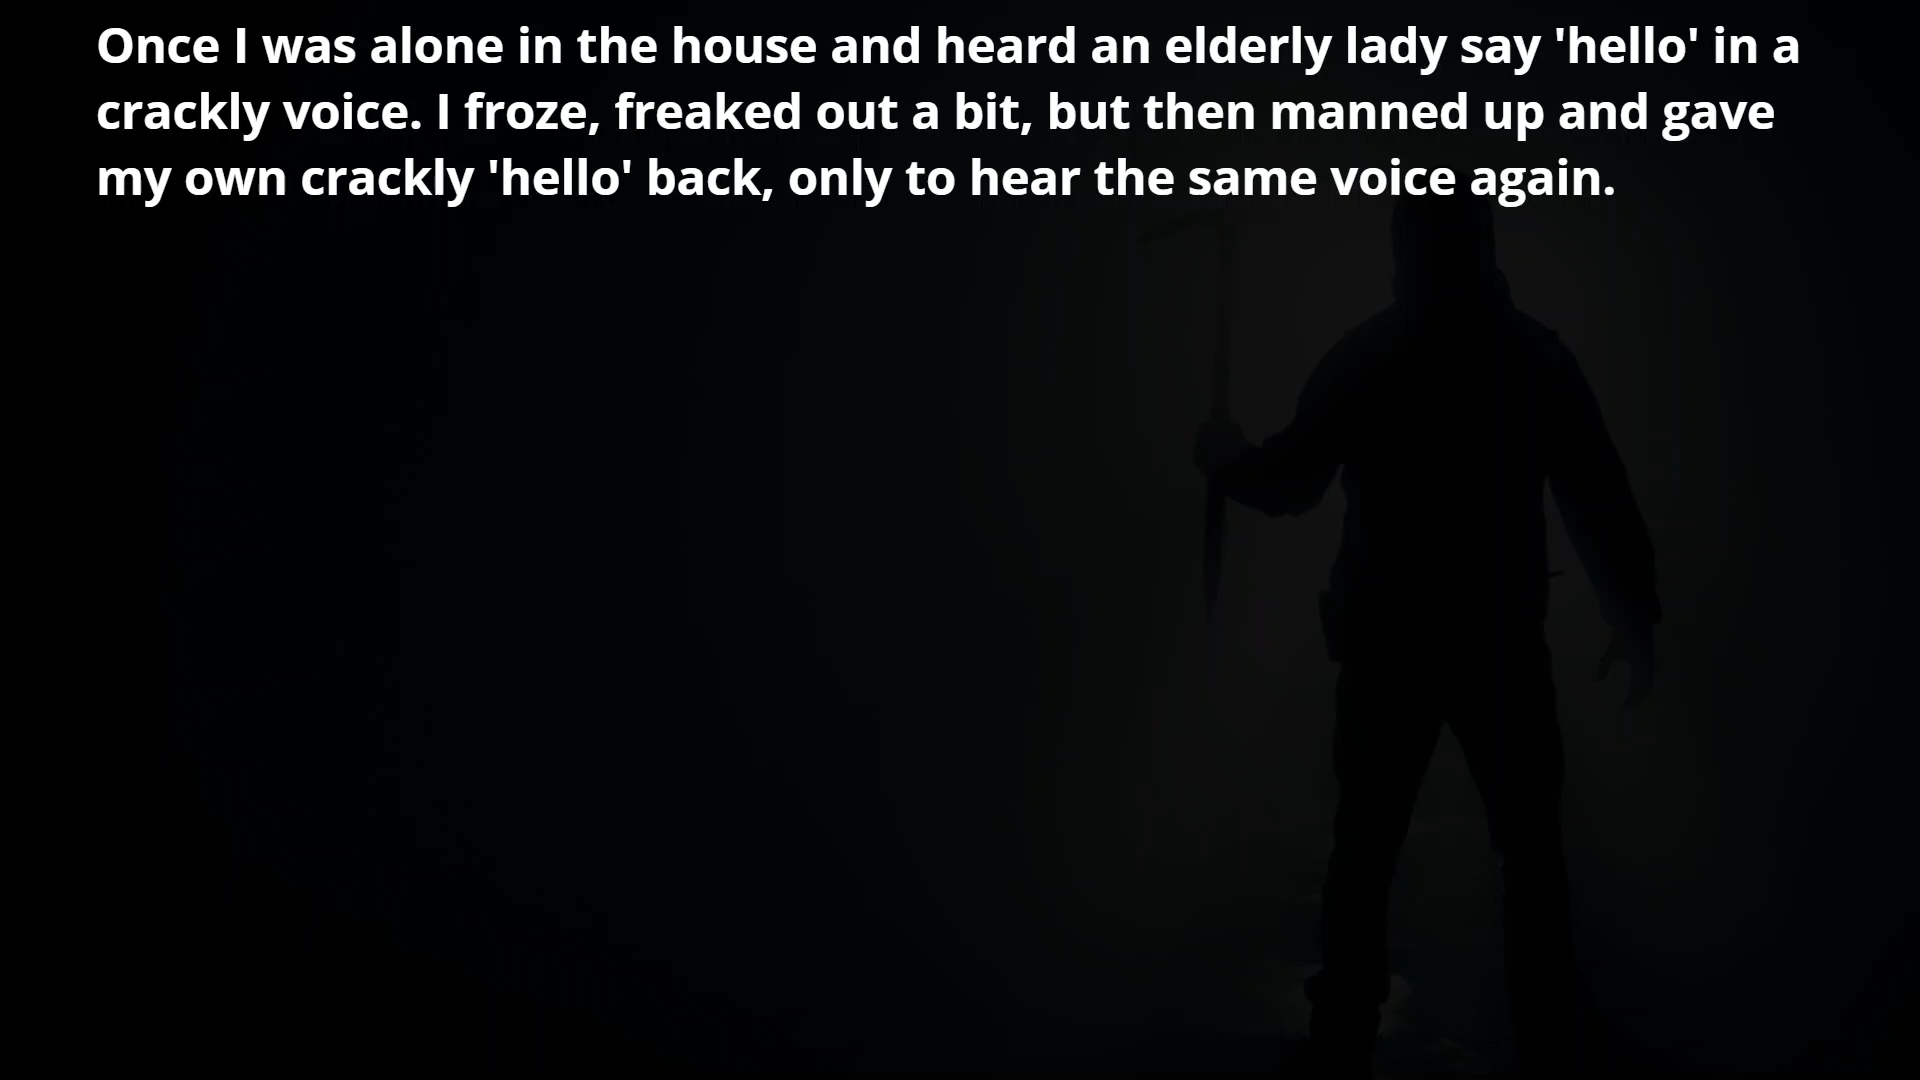 Once I was alone in the house and heard an elderly lady say 'hello' in a
crackly voice. I froze, freaked out a bit, but then manned up and gave
my own crackly 'hello' back, only to hear the same voice again.